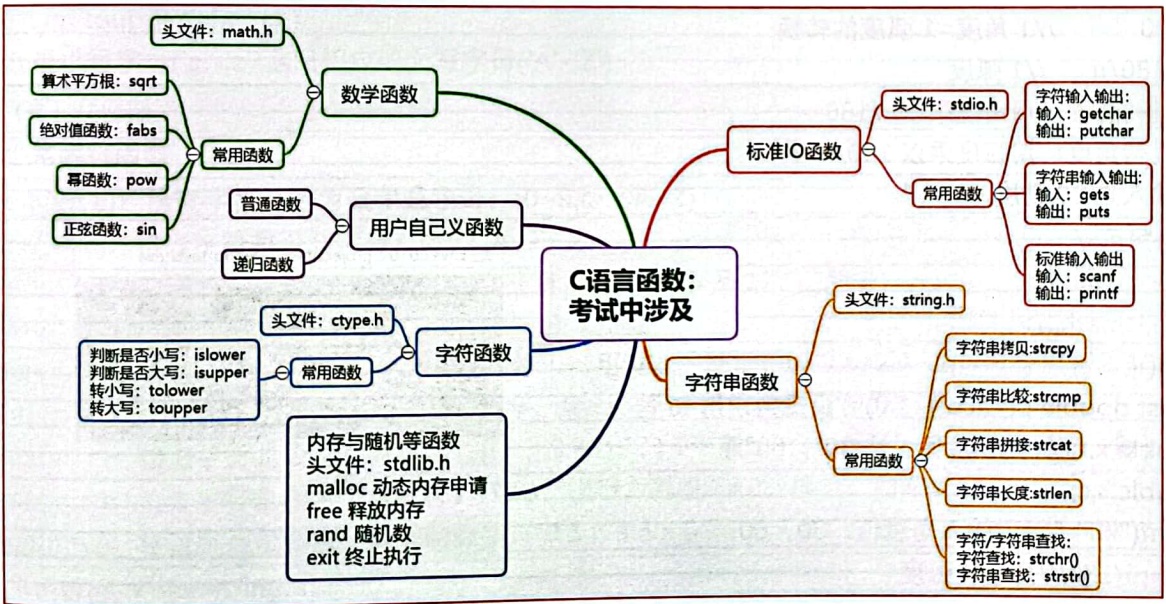 C语言函数：
考试中涉及
数学函数
头文件：math.h
常用函数
算术平方根：sqrt
绝对值函数：fabs
幂函数：pow
正弦函数：sin
用户自己义函数
普通函数
递归函数
字符函数
头文件：ctype.h
常用函数
判断是否小写：islower
判断是否大写：isupper
转小写：tolower
转大写：toupper
内存与随机等函数
头文件：stdlib.h
malloc 动态内存申请
free 释放内存
rand 随机数
exit 终止执行
标准IO函数
头文件：stdio.h
常用函数
字符输入输出：
输入：getchar
输出：putchar
字符串输入输出:
输入：gets
输出：puts
标准输入输出
输入：scanf
输出：printf
字符串函数
头文件：string.h
常用函数
字符串拷贝:strcpy
字符串比较:strcmp
字符串拼接:strcat
字符串长度:strlen
字符/字符串查找：
字符查找：strchr()
字符串查找：strstr()